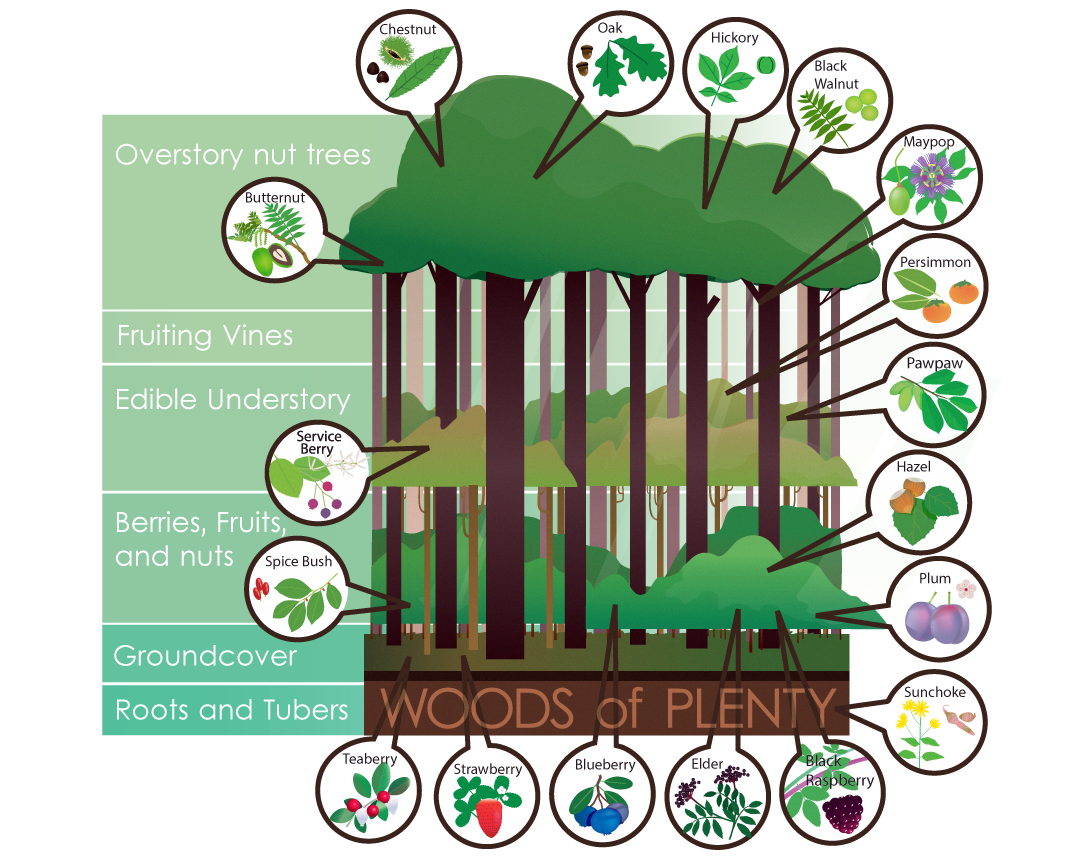 Chestnut
Oak
Hickory
Black
Walnut
Maypop
Overstory nut trees
Butternut
Persimmon
Fruiting Vines
Pawpaw
Edible Understory
Service
Berry
Hazel
Berries, Fruits,
and nuts
Spice Bush
Plum
Groundcover
Sunchoke
Roots and Tubers
WOODS of PLENTY
Teaberry
Strawberry
Blueberry
Elder
Black
Raspberry